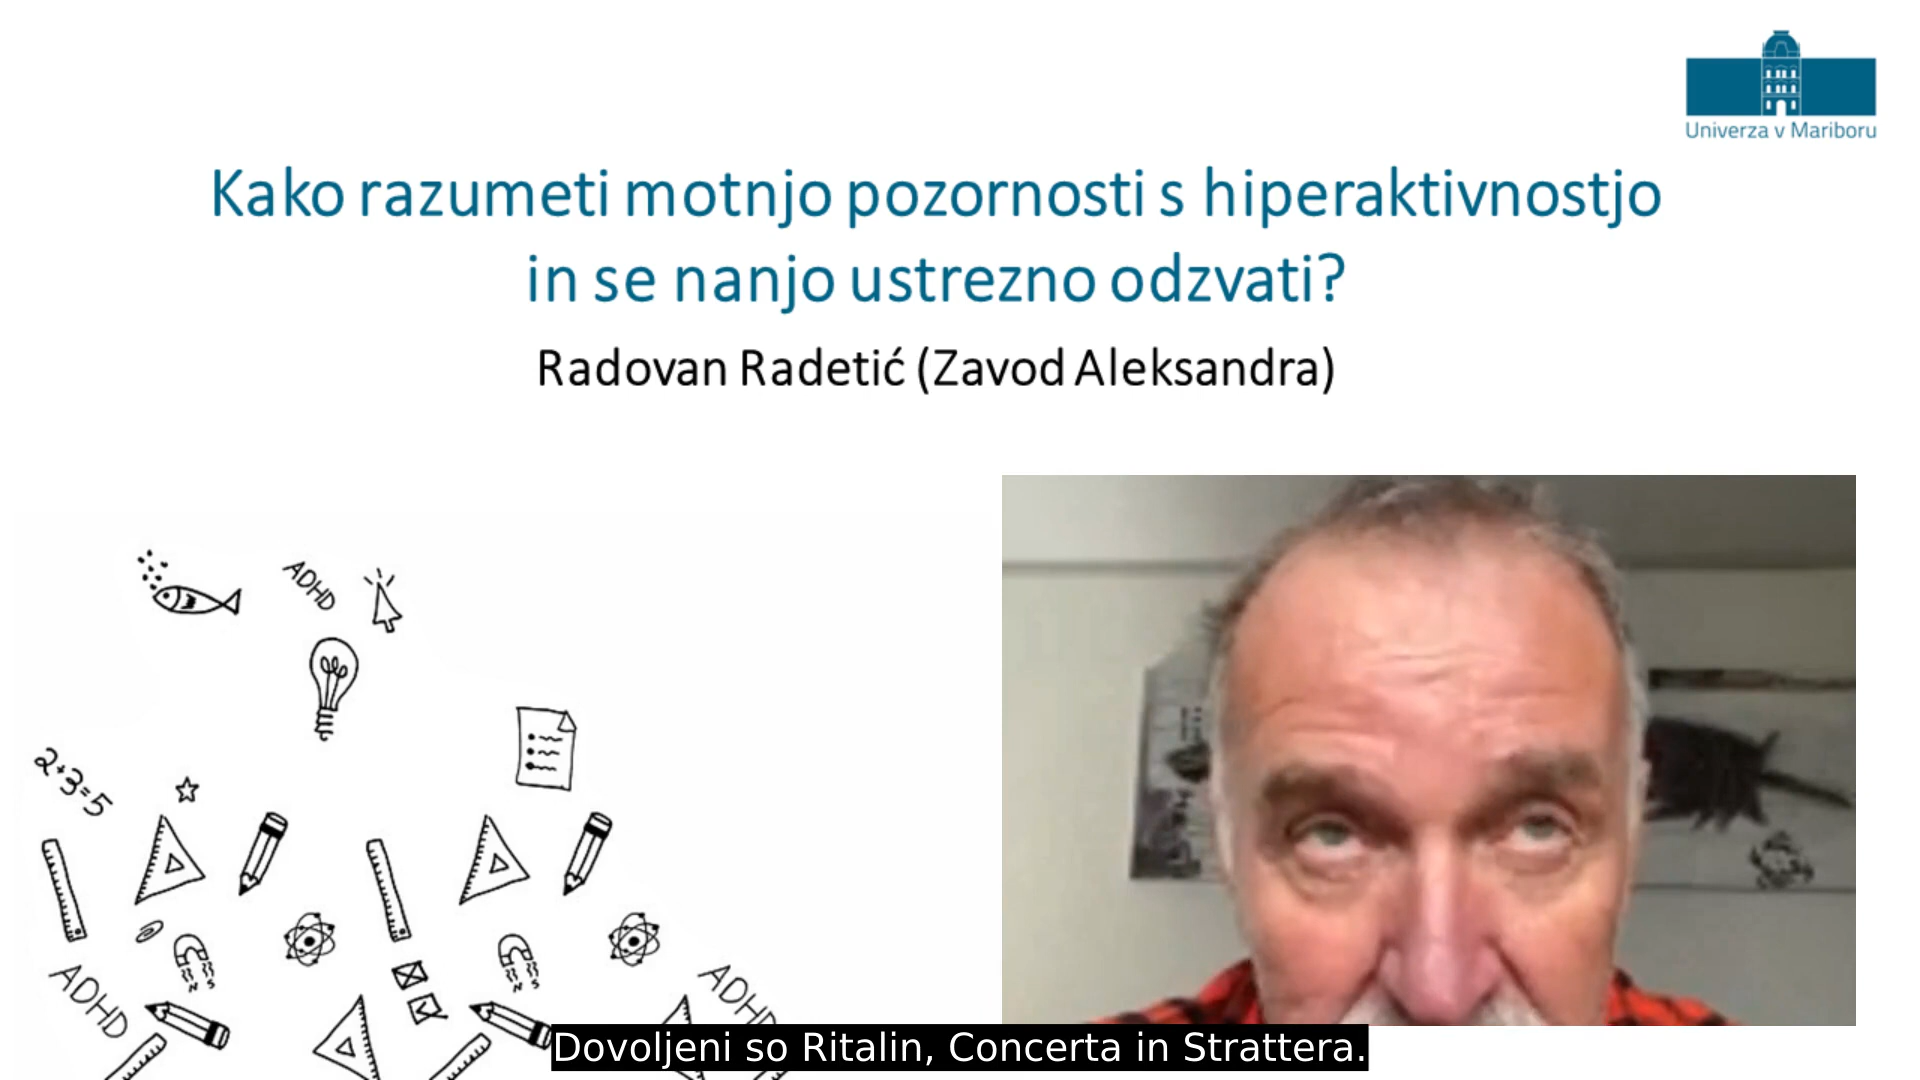 Univerza v Mariboru
Kako razumeti motnjo pozornosti s hiperaktivnostjo
in se nanjo ustrezno odzvati?
Radovan Radetić (Zavod Aleksandra)
ADHD
2+3=5
ADHD
ADHD
Dovoljeni so Ritalin, Concerta in Strattera.